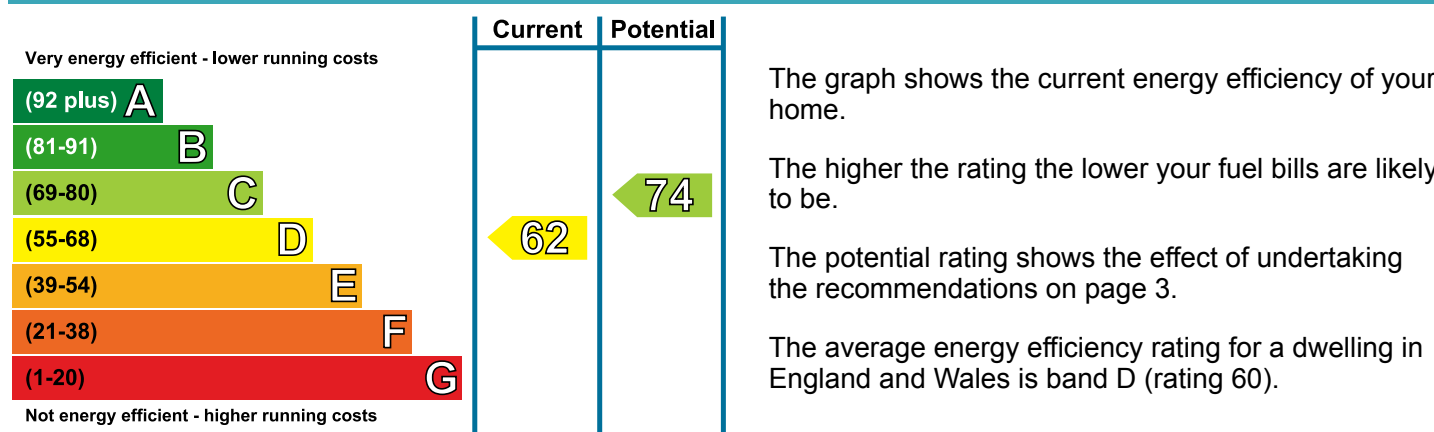 Current Potential
Very energy efficient - lower running costs
(92 plus) A
(81-91) B
(69-80) C
(55-68) D
(39-54) E
(21-38) F
(1-20) G
Not energy efficient - higher running costs
62
74
The graph shows the current energy efficiency of your
home.
The higher the rating the lower your fuel bills are likely
to be.
The potential rating shows the effect of undertaking
the recommendations on page 3.
The average energy efficiency rating for a dwelling in
England and Wales is band D (rating 60).